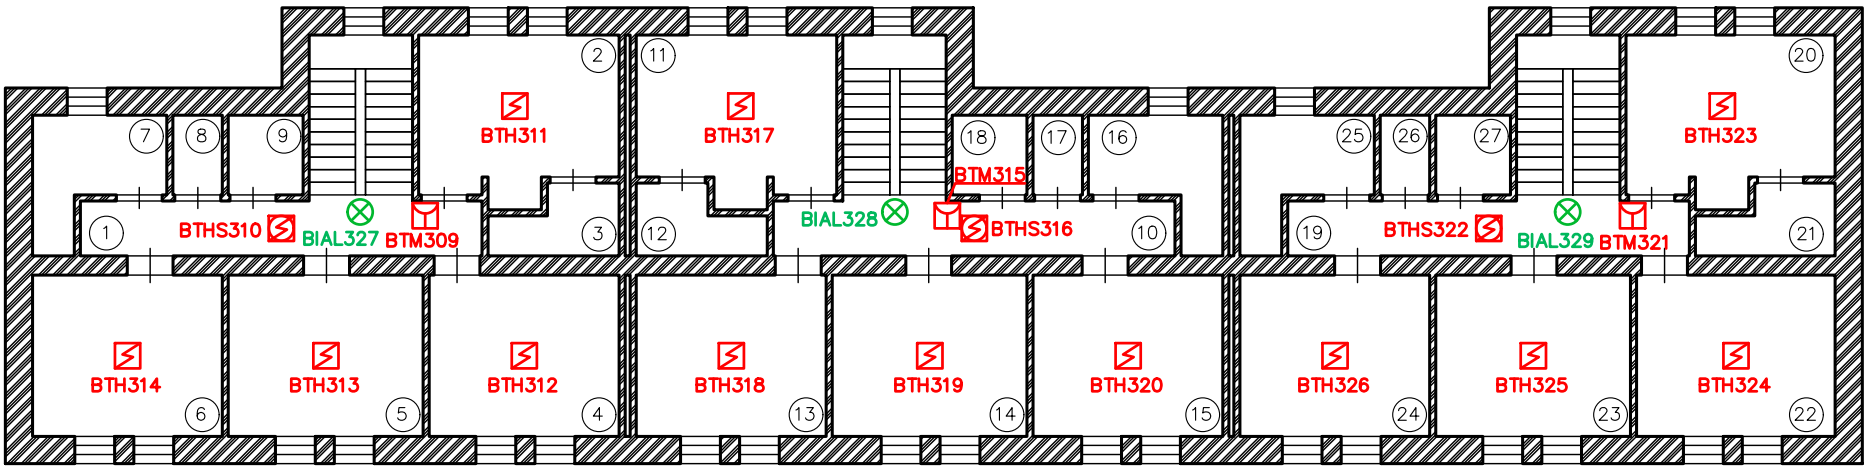 2
11
20
BTH311
BTH317
BTH323
7
8
9
18
17
16
25
26
27
BTM315
BTHS310
BIAL327
BTM309
1
3
12
BIAL328
BTHS316
10
19
BTHS322
BIAL329
BTM321
21
BTH314
BTH313
BTH312
BTH318
BTH319
BTH320
BTH326
BTH325
BTH324
6
5
4
13
14
15
24
23
22